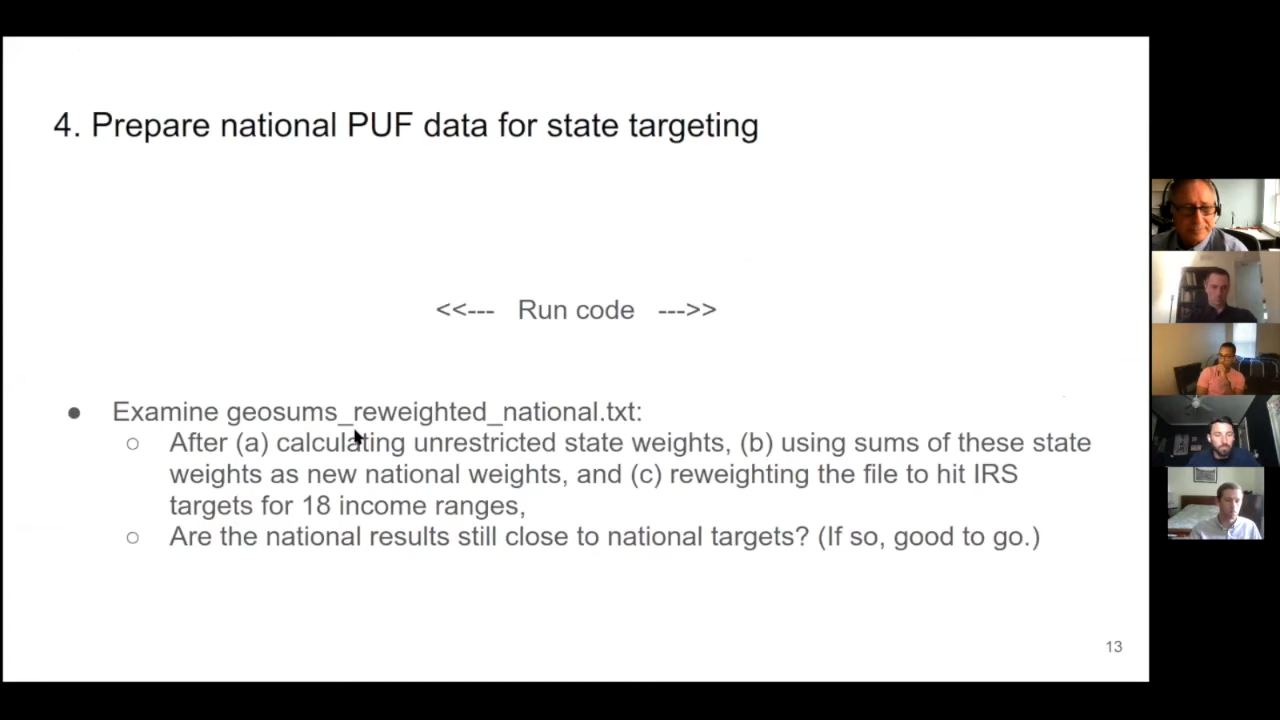 4. Prepare national PUF data for state targeting
<<--- Run code --->>
● Examine geosums_reweighted_national.txt:
○ After (a) calculating unrestricted state weights, (b) using sums of these state
weights as new national weights, and (c) reweighting the file to hit IRS
targets for 18 income ranges,
○ Are the national results still close to national targets? (If so, good to go.)
13